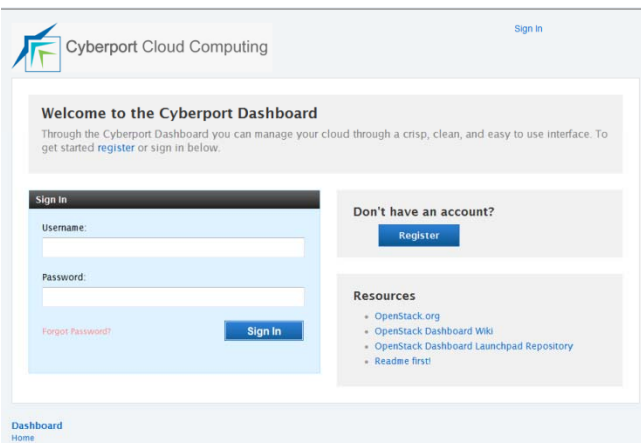 Sign In
Cyberport Cloud Computing
Welcome to the Cyberport Dashboard
Through the Cyberport Dashboard you can manage your cloud through a crisp, clean, and easy to use interface. To
get started register or sign in below.
Sign In
Username:
Password:
Forgot Password?
Sign In
Don't have an account?
Register
Resources
OpenStack.org
OpenStack Dashboard Wiki
OpenStack Dashboard Launchpad Repository
Readme first!
Dashboard
Home